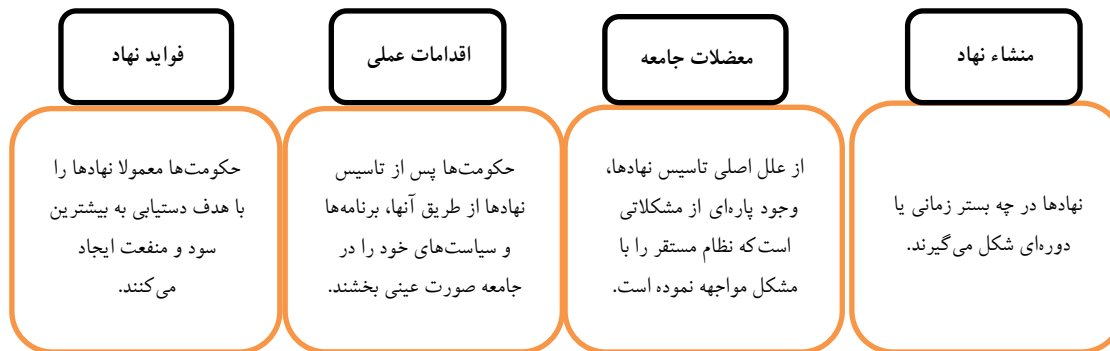 منشاء نهاد
نهادها در چه بستر زمانی یا
دوره‌ای شکل می‌گیرند.
معضلات جامعه
از علل اصلی تاسیس نهادها،
وجود پاره‌ای از مشکلاتی
است‌که نظام مستقر را با
مشکل مواجهه نموده است.
اقدامات عملی
حکومت‌ها پس از تاسیس
نهادها از طریق آنها، برنامه‌ها
و سیاست‌های خود را در
جامعه صورت عینی بخشند.
فواید نهاد
حکومت‌ها معمولا نهادها را
با هدف دستیابی به بیشترین
سود و منفعت ایجاد
می‌کنند.